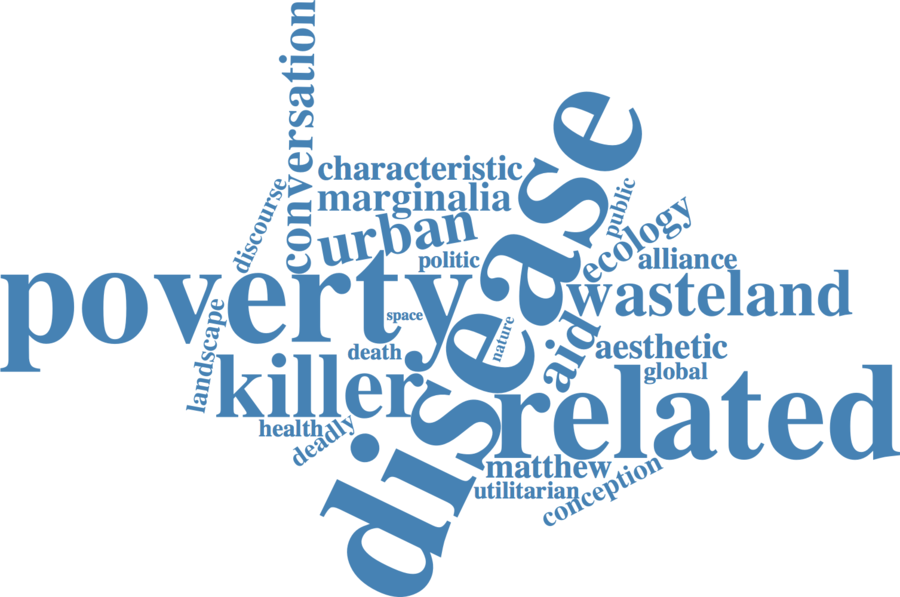 conversation
characteristic
marginalia
discourse
urban
public
ecology
politic
alliance
poverty
disease
wasteland
space
nature
landscape
death
aid
aesthetic
killer
global
related
health
deadly
matthew
utilitarian
conception